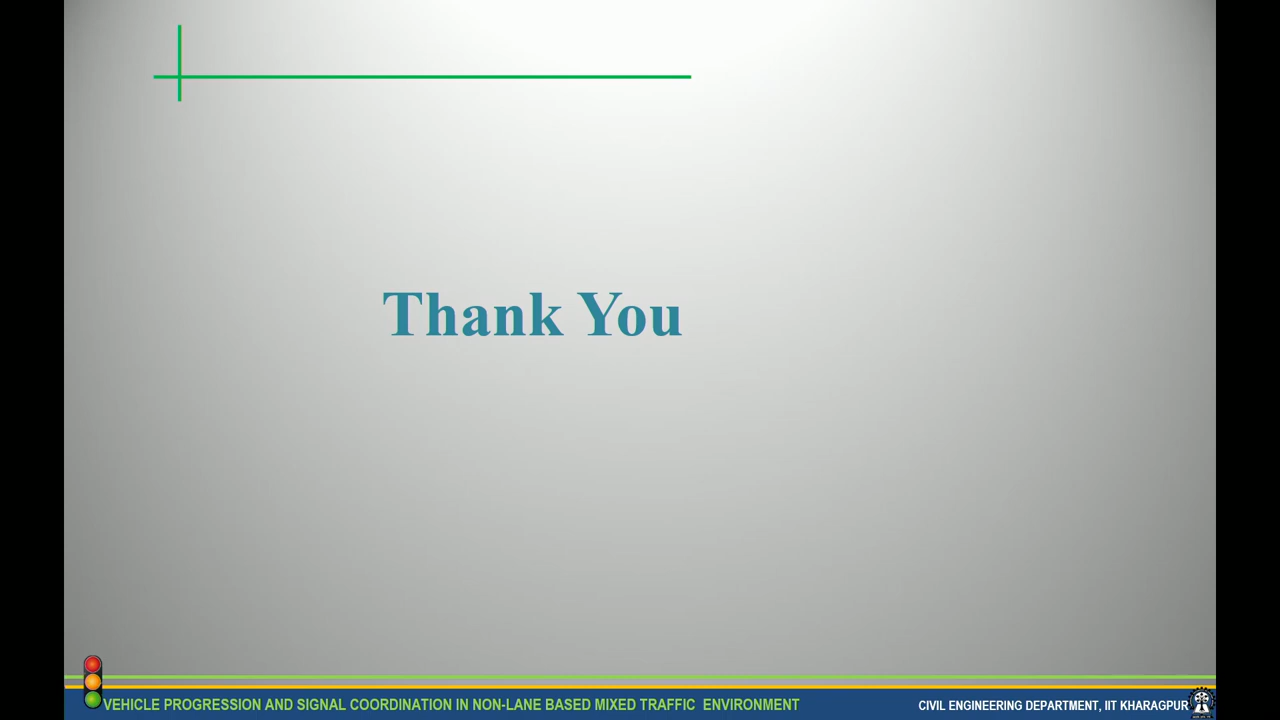 Thank You
VEHICLE PROGRESSION AND SIGNAL COORDINATION IN NON-LANE BASED MIXED TRAFFIC ENVIRONMENT
CIVIL ENGINEERING DEPARTMENT, IIT KHARAGPUR